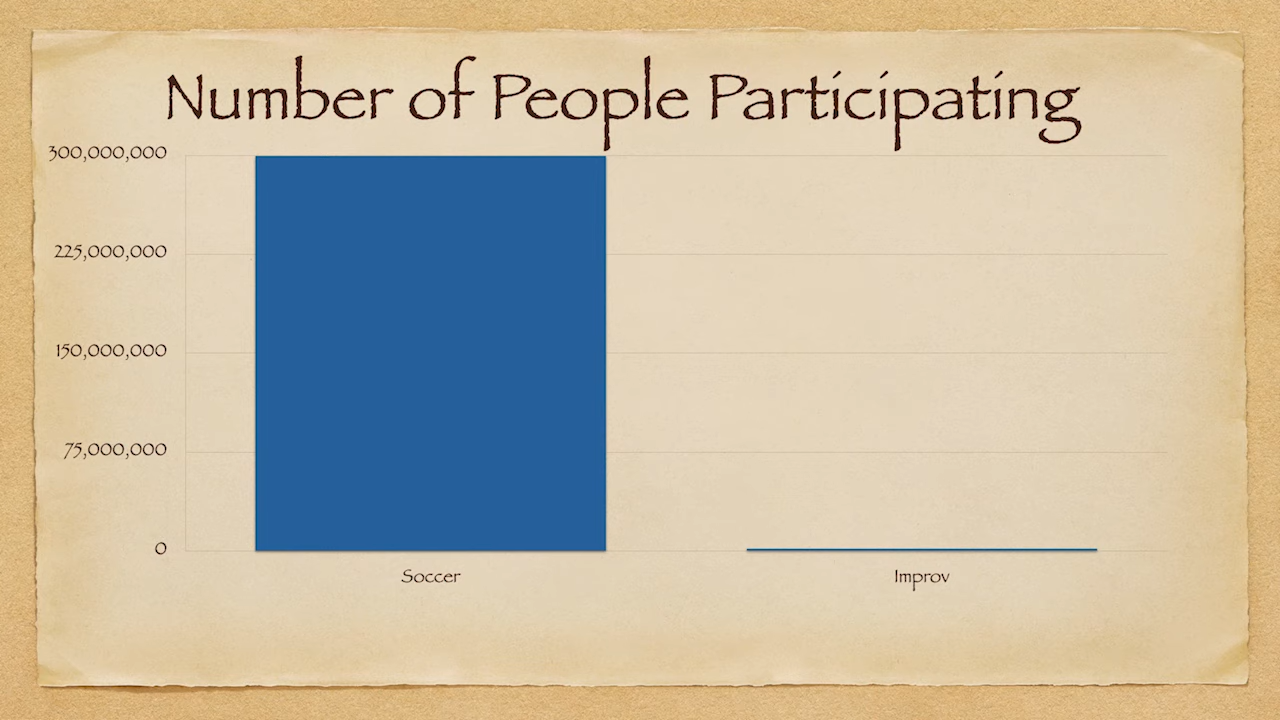 Number of People Participating
300,000,000
225,000,000
150,000,000
75,000,000
0
Soccer
Improv